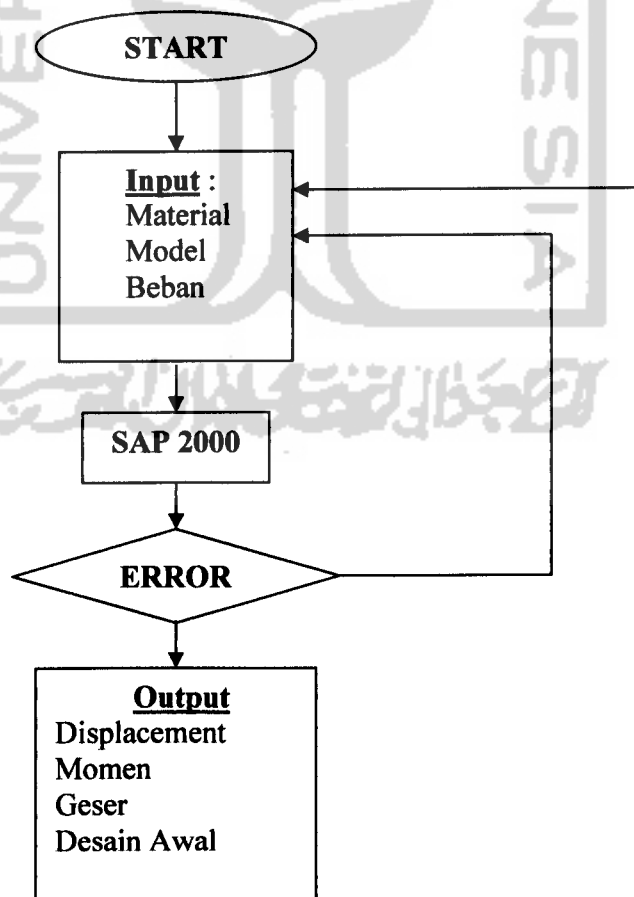 START
Input :
Material
Model
Beban
SAP 2000
ERROR
Output
Displacement
Momen
Geser
Desain Awal